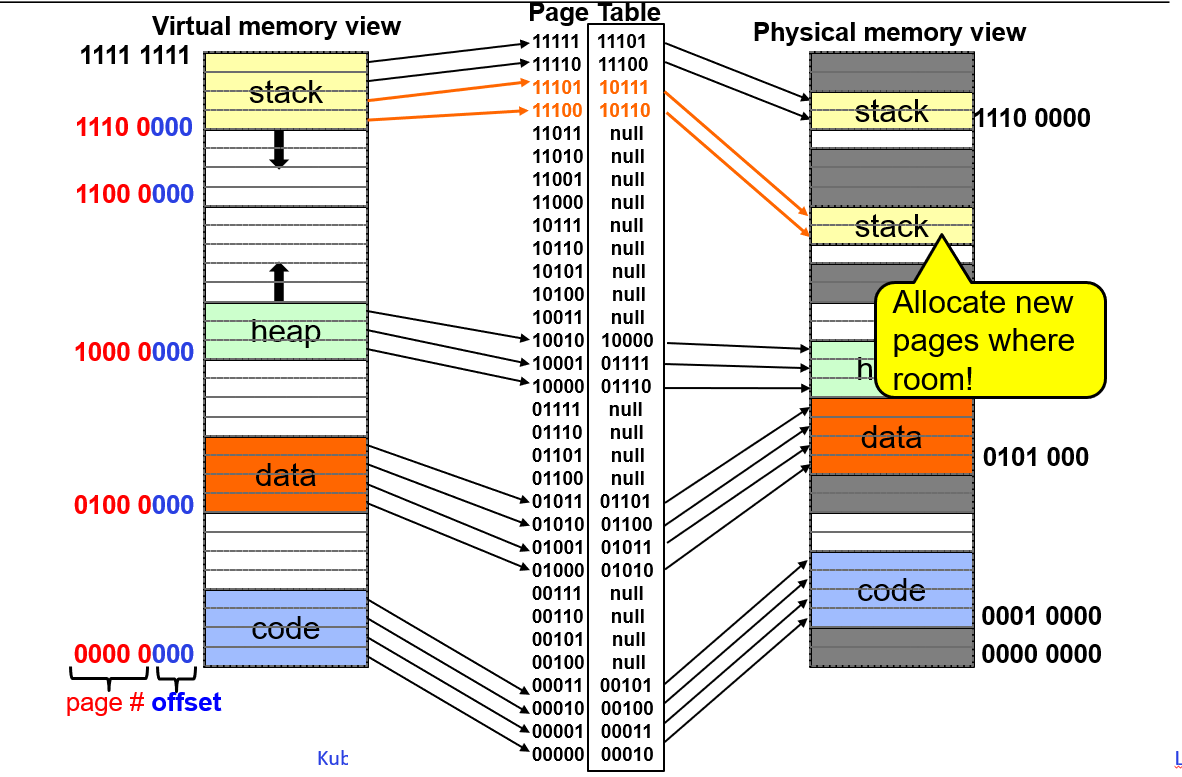 Virtual memory view
Page Table
Physical memory view
1111 1111
stack
1110 0000
1100 0000
heap
1000 0000
data
0100 0000
code
0000 0000
page # offset
11111 11101
11110 11100
11101 10111
11100 10110
11011 null
11010 null
11001 null
11000 null
10111 null
10110 null
10101 null
10100 null
10011 null
10010 10000
10001 01111
10000 01110
01111 null
01110 null
01101 null
01100 null
01011 01101
01010 01100
01001 01011
01000 01010
00111 null
00110 null
00101 null
00100 null
00011 00101
00010 00100
00001 00011
00000 00010
stack
1110 0000
stack
Allocate new
pages where
room!
h
data
0101 000
code
0001 0000
0000 0000
Kub
L